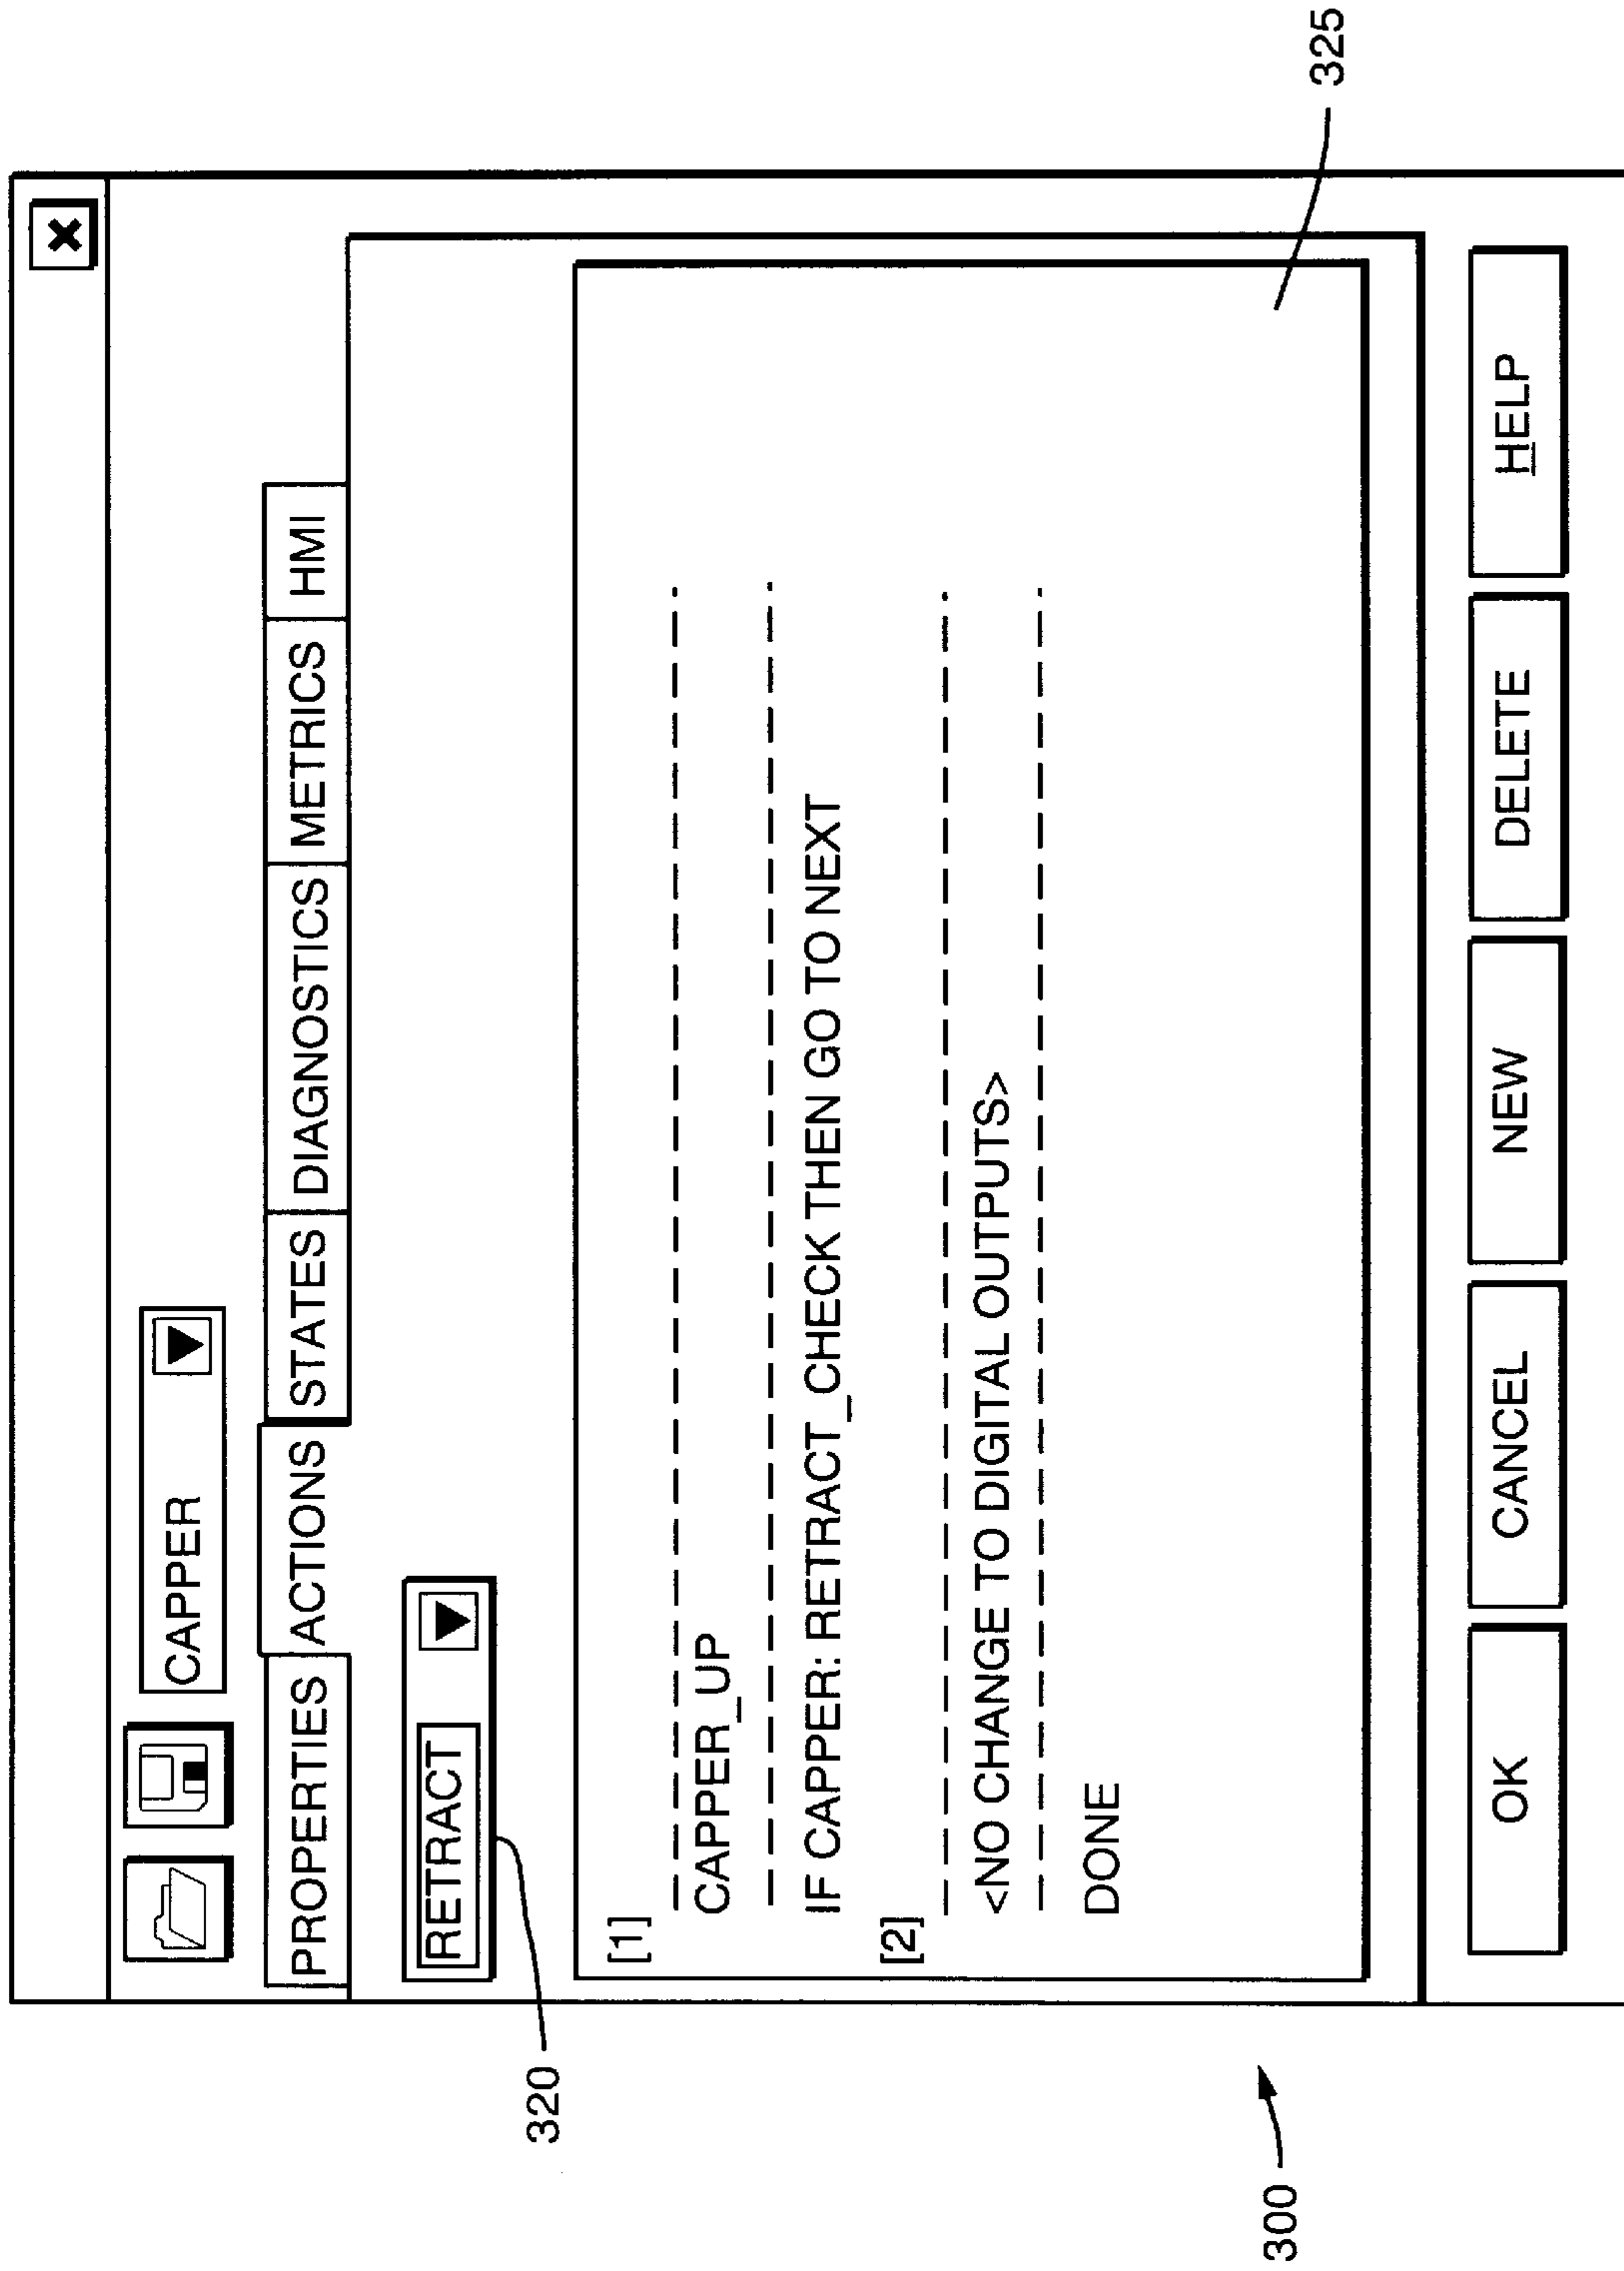 CAPPER
PROPERTIES ACTIONS STATES DIAGNOSTICS METRICS HMI
RETRACT
320
[1]
CAPPER_UP
IF CAPPER: RETRACT_CHECK THEN GO TO NEXT
[2]
<NO CHANGE TO DIGITAL OUTPUTS>
DONE
300
325
OK CANCEL NEW DELETE HELP